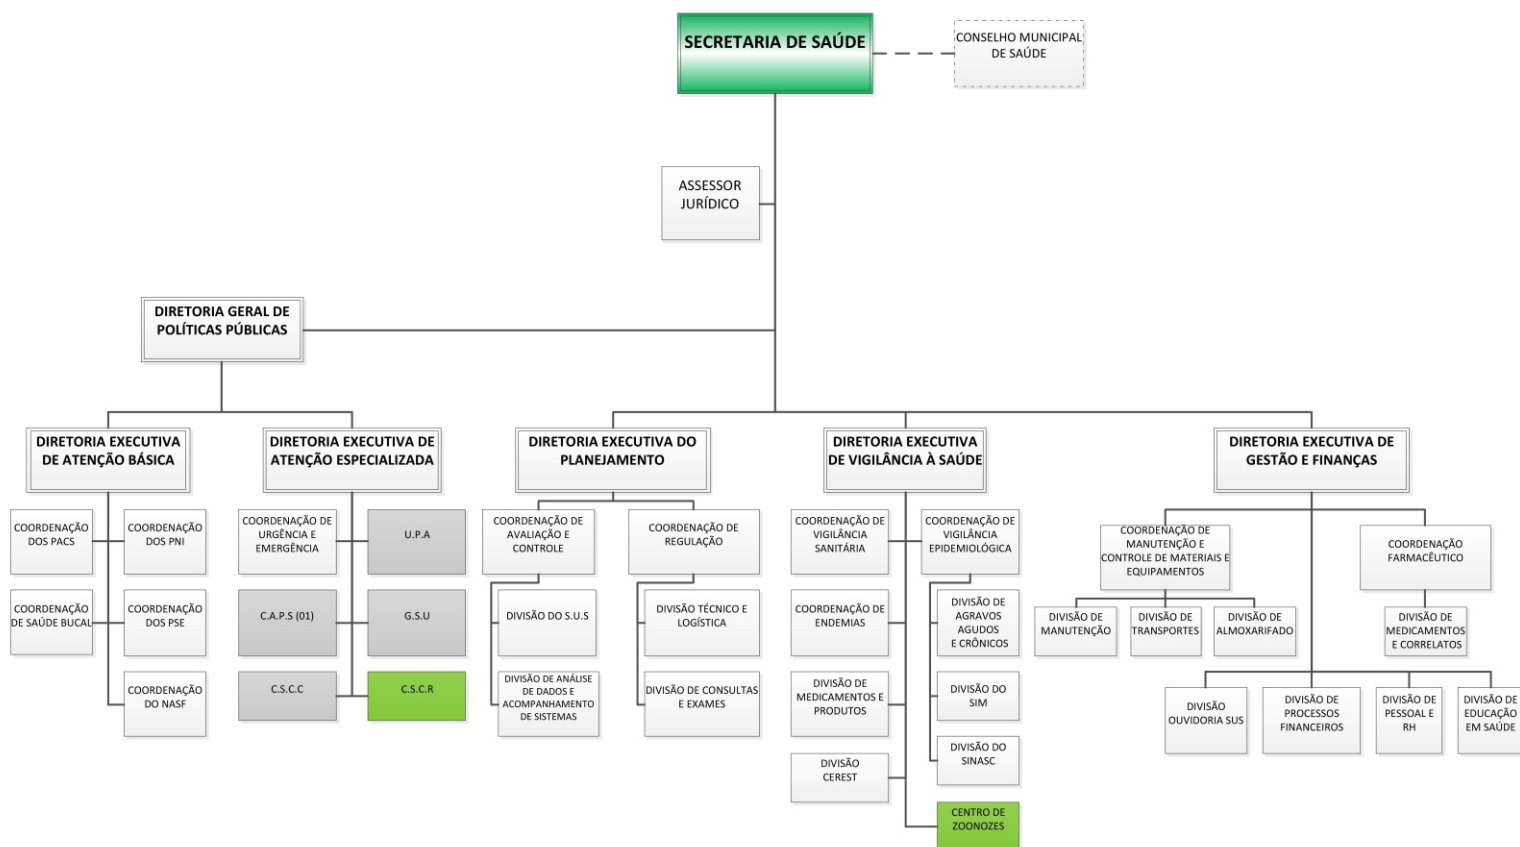 SECRETARIA DE SAÚDE
CONSELHO MUNICIPAL
DE SAÚDE
ASSESSOR
JURÍDICO
DIRETORIA GERAL DE
POLÍTICAS PÚBLICAS
DIRETORIA EXECUTIVA
DE ATENÇÃO BÁSICA
DIRETORIA EXECUTIVA DE
ATENÇÃO ESPECIALIZADA
DIRETORIA EXECUTIVA DO
PLANEJAMENTO
DIRETORIA EXECUTIVA
DE VIGILÂNCIA À SAÚDE
DIRETORIA EXECUTIVA DE
GESTÃO E FINANÇAS
COORDENAÇÃO
DOS PACS
COORDENAÇÃO
DOS PNI
COORDENAÇÃO
DE SAÚDE BUCAL
COORDENAÇÃO
DOS PSE
COORDENAÇÃO
DO NASF
COORDENAÇÃO DE
URGÊNCIA E
EMERGÊNCIA
U.P.A
C.A.P.S (01)
G.S.U
C.S.C.C
C.S.C.R
COORDENAÇÃO DE
AVALIAÇÃO E
CONTROLE
COORDENAÇÃO DE
REGULAÇÃO
DIVISÃO DO S.U.S
DIVISÃO TÉCNICO E
LOGÍSTICA
DIVISÃO DE ANÁLISE
DE DADOS E
ACOMPANHAMENTO
DE SISTEMAS
DIVISÃO DE CONSULTAS
E EXAMES
COORDENAÇÃO DE
VIGILÂNCIA
SANITÁRIA
COORDENAÇÃO DE
VIGILÂNCIA
EPIDEMIOLÓGICA
COORDENAÇÃO DE
ENDEMIAS
DIVISÃO DE
AGRAVOS
AGUDOS
E CRÔNICOS
DIVISÃO DE
MEDICAMENTOS E
PRODUTOS
DIVISÃO DO
SIM
DIVISÃO
CEREST
DIVISÃO DO
SINASC
CENTRO DE
ZOONOZES
COORDENAÇÃO DE
MANUTENÇÃO E
CONTROLE DE MATERIAIS E
EQUIPAMENTOS
COORDENAÇÃO
FARMACÊUTICO
DIVISÃO DE
MANUTENÇÃO
DIVISÃO DE
TRANSPORTES
DIVISÃO DE
ALMOXARIFADO
DIVISÃO DE
MEDICAMENTOS
E CORRELATOS
DIVISÃO
OUVIDORIA SUS
DIVISÃO DE
PROCESSOS
FINANCEIROS
DIVISÃO DE
PESSOAL E
RH
DIVISÃO DE
EDUCAÇÃO
EM SAÚDE